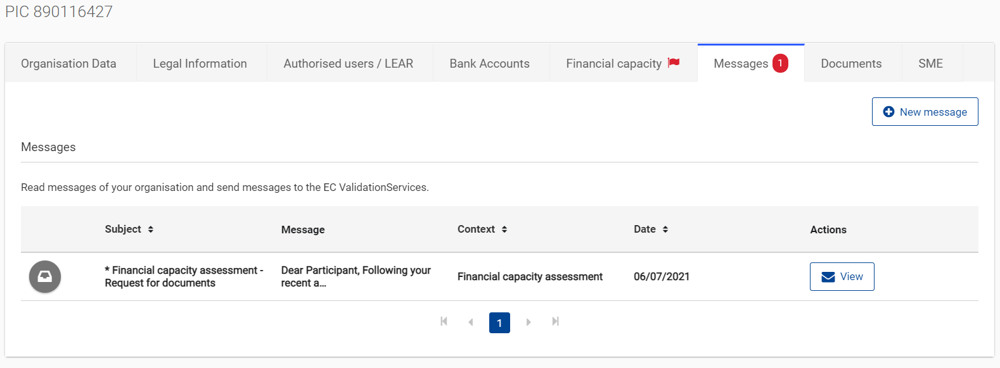 PIC 890116427
Organisation Data
Legal Information
Authorised users / LEAR
Bank Accounts
Financial capacity
Messages 1
Documents
SME
New message
Messages
Read messages of your organisation and send messages to the EC ValidationServices.
Subject
Message
Context
Date
Actions
* Financial capacity assessment -
Request for documents
Dear Participant, Following your
recent a...
Financial capacity assessment
06/07/2021
View
1